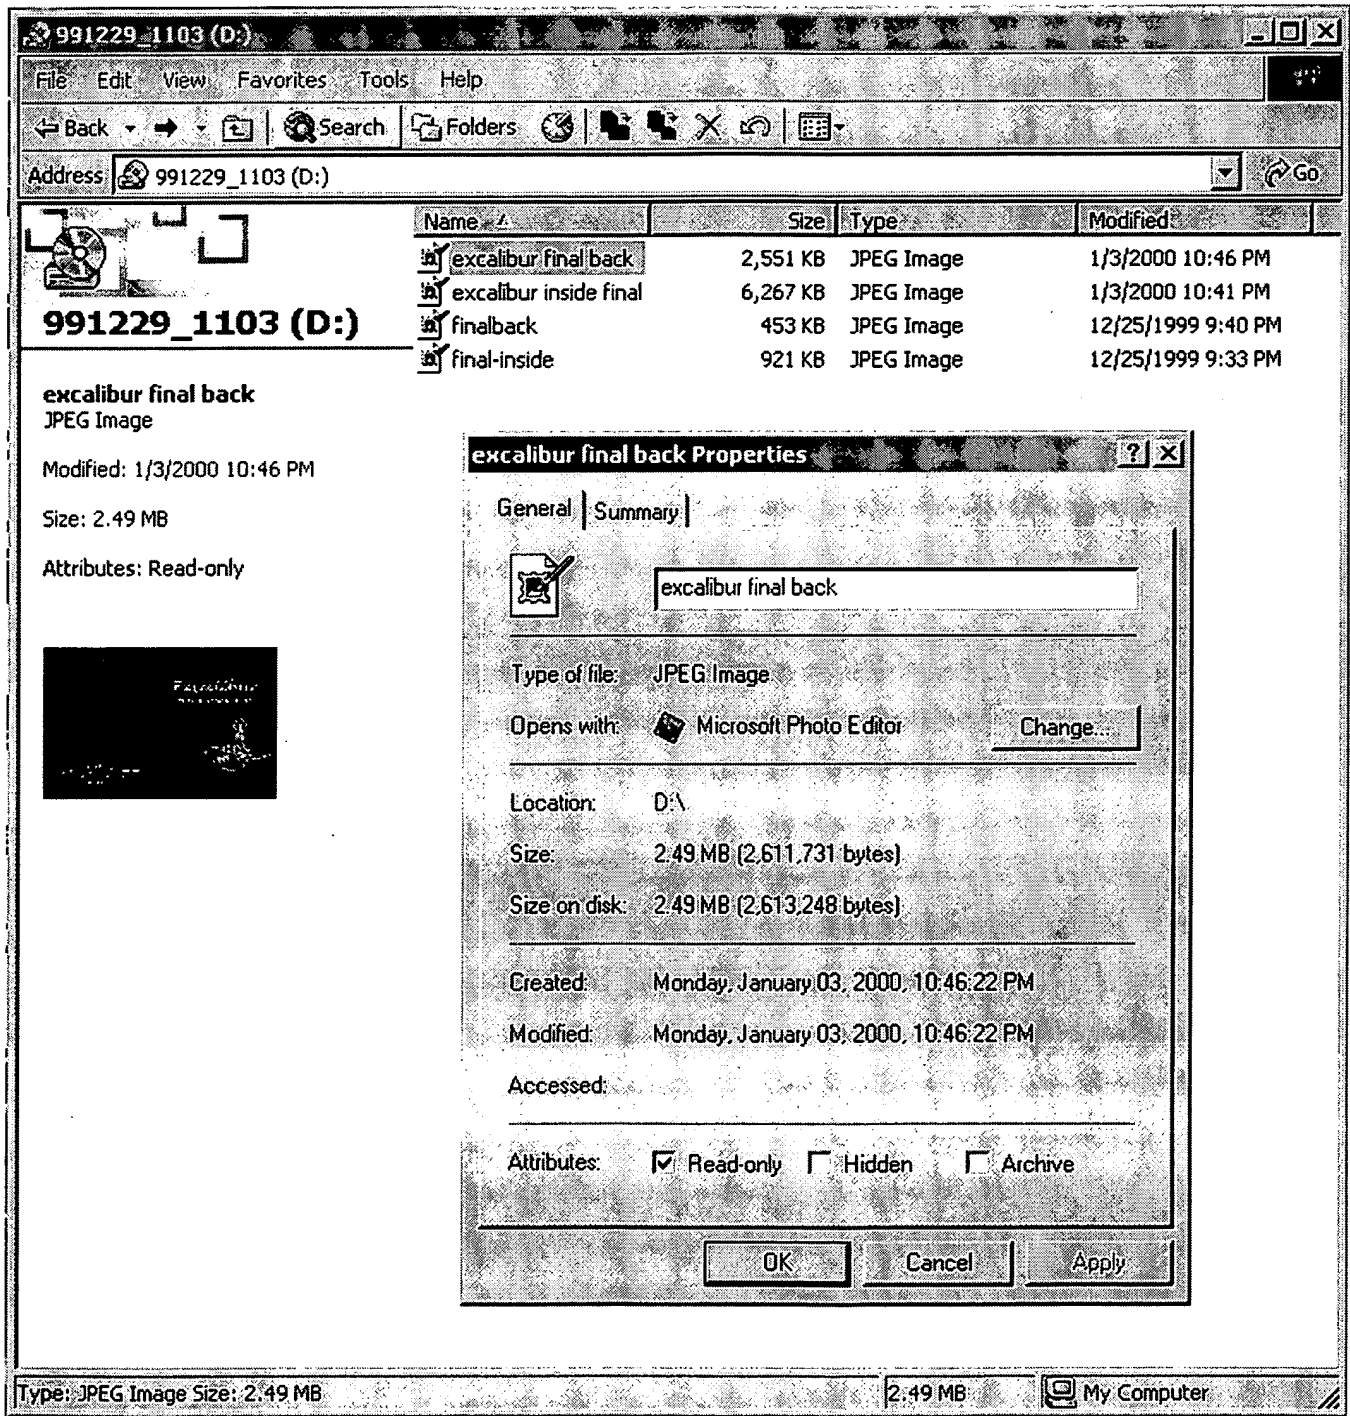 991229_1103 (D:)
File Edit View Favorites Tools Help
Back Search Folders
Address 991229_1103 (D:) Go
Name Size Type Modified
excalibur final back 2,551 KB JPEG Image 1/3/2000 10:46 PM
excalibur inside final 6,267 KB JPEG Image 1/3/2000 10:41 PM
finalback 453 KB JPEG Image 12/25/1999 9:40 PM
final-inside 921 KB JPEG Image 12/25/1999 9:33 PM
991229_1103 (D:)
excalibur final back
JPEG Image
Modified: 1/3/2000 10:46 PM
Size: 2.49 MB
Attributes: Read-only
Excalibur
excalibur final back Properties
General Summary
excalibur final back
Type of file: JPEG Image
Opens with: Microsoft Photo Editor Change...
Location: D:\
Size: 2.49 MB (2,611,731 bytes)
Size on disk: 2.49 MB (2,613,248 bytes)
Created: Monday, January 03, 2000, 10:46:22 PM
Modified: Monday, January 03, 2000, 10:46:22 PM
Accessed:
Attributes: Read-only Hidden Archive
OK Cancel Apply
Type: JPEG Image Size: 2.49 MB 2.49 MB My Computer